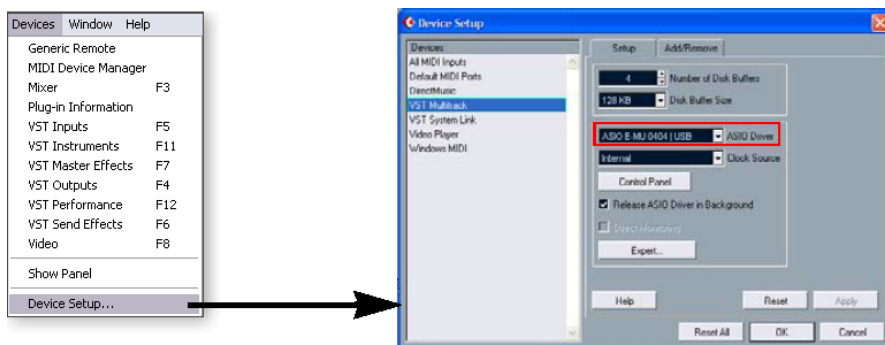 Devices Window Help
Generic Remote
MIDI Device Manager
Mixer F3
Plug-in Information
VST Inputs F5
VST Instruments F11
VST Master Effects F7
VST Outputs F4
VST Performance F12
VST Send Effects F6
Video F8
Show Panel
Device Setup...
Device Setup
Devices
All MIDI Inputs
Default MIDI Ports
DirectMusic
VST Multitrack
VST System Link
Video Player
Windows MIDI
Setup Add/Remove
4 Number of Disk Buffers
128 KB Disk Buffer Size
ASIO E-MU 0404 | USB ASIO Driver
Internal Clock Source
Control Panel
Release ASIO Driver in Background
Direct Monitoring
Expert...
Help Reset Apply
Reset All OK Cancel